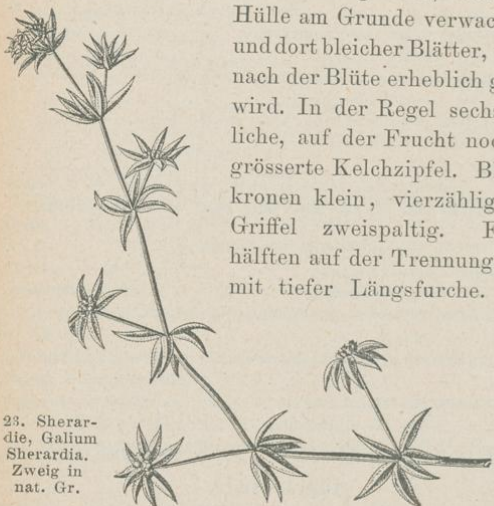 Hülle am Grunde verwac
und dort bleicher Blätter,
nach der Blüte erheblich g
wird. In der Regel sechs
liche, auf der Frucht noc
grösserte Kelchzipfel. B
kronen klein, vierzählig
Griffel zweispaltig. F
hälften auf der Trennung
mit tiefer Längsfurche.
23. Sherar-
die, Galium
Sherardia.
Zweig in
nat. Gr.